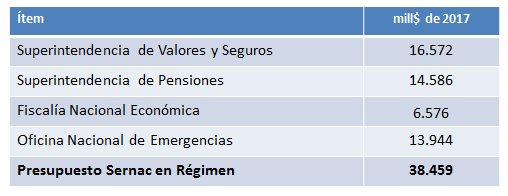 Ítem mill$ de 2017
Superintendencia de Valores y Seguros 16.572
Superintendencia de Pensiones 14.586
Fiscalía Nacional Económica 6.576
Oficina Nacional de Emergencias 13.944
Presupuesto Sernac en Régimen 38.459